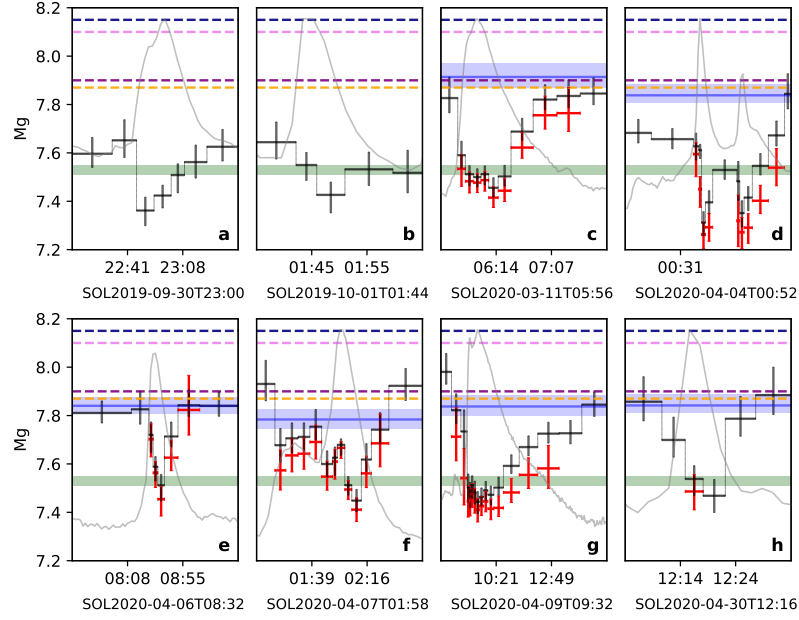 8.2
8.0
7.8
7.6
7.4
7.2
Mg
a
b
c
d
22:41 23:08
01:45 01:55
06:14 07:07
00:31
SOL2019-09-30T23:00
SOL2019-10-01T01:44
SOL2020-03-11T05:56
SOL2020-04-04T00:52
8.2
8.0
7.8
7.6
7.4
7.2
Mg
e
f
g
h
08:08 08:55
01:39 02:16
10:21 12:49
12:14 12:24
SOL2020-04-06T08:32
SOL2020-04-07T01:58
SOL2020-04-09T09:32
SOL2020-04-30T12:16